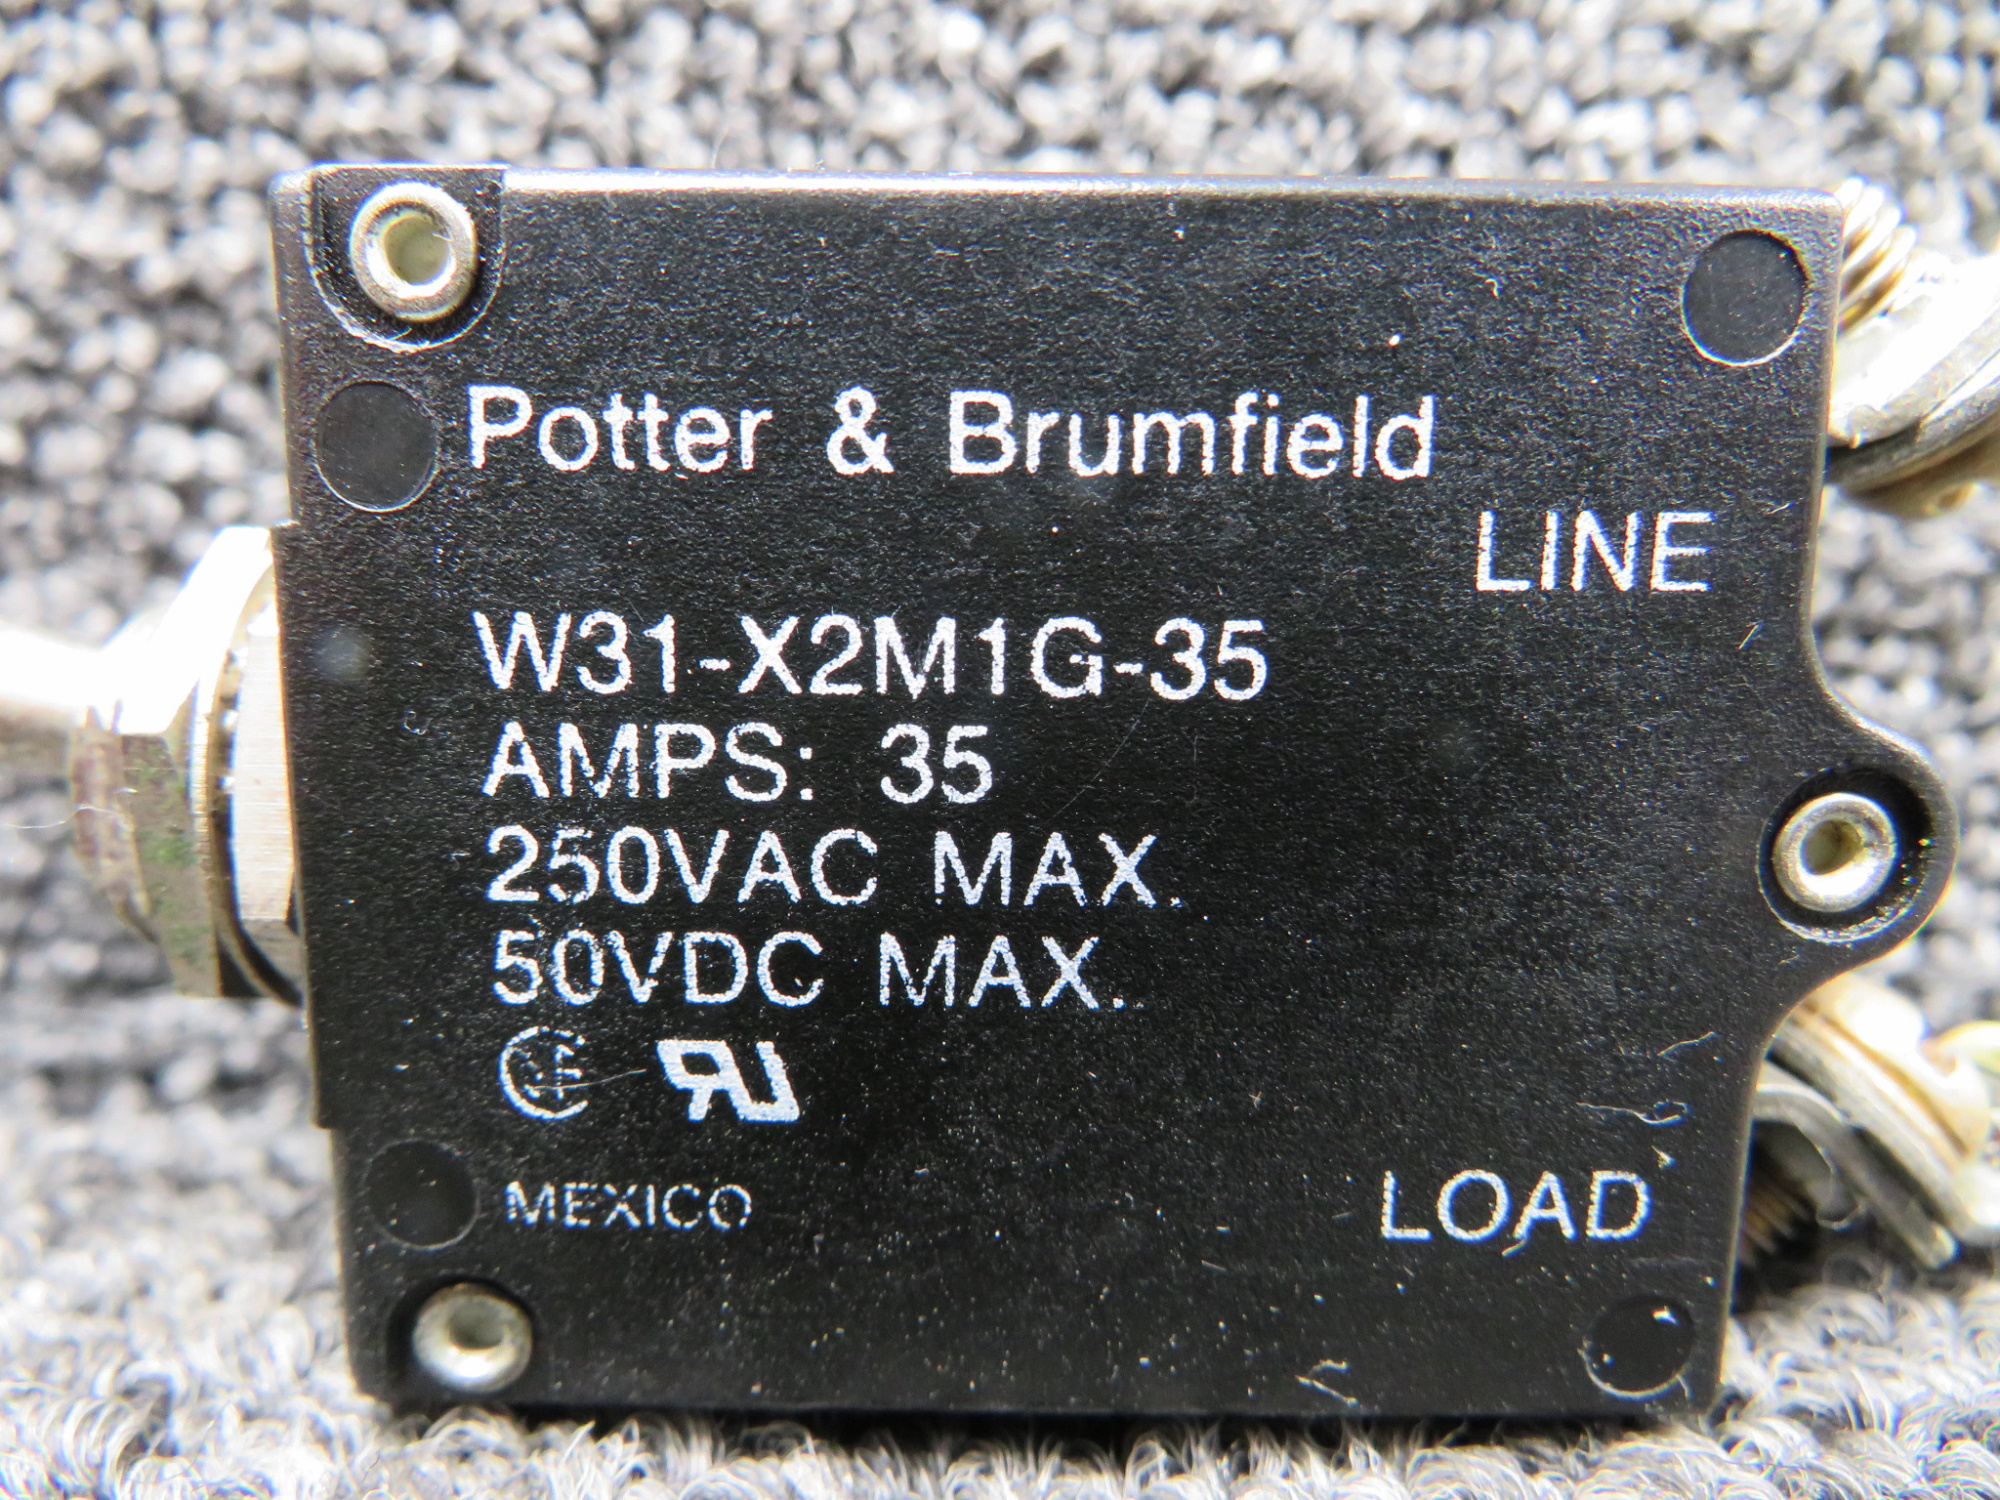 Potter & Brumfield
LINE
W31-X2M1G-35
AMPS: 35
250VAC MAX.
50VDC MAX.
MEXICO
LOAD